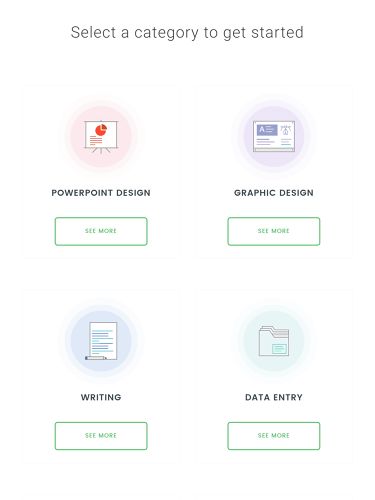 Select a category to get started
POWERPOINT DESIGN
GRAPHIC DESIGN
SEE MORE
SEE MORE
WRITING
DATA ENTRY
SEE MORE
SEE MORE